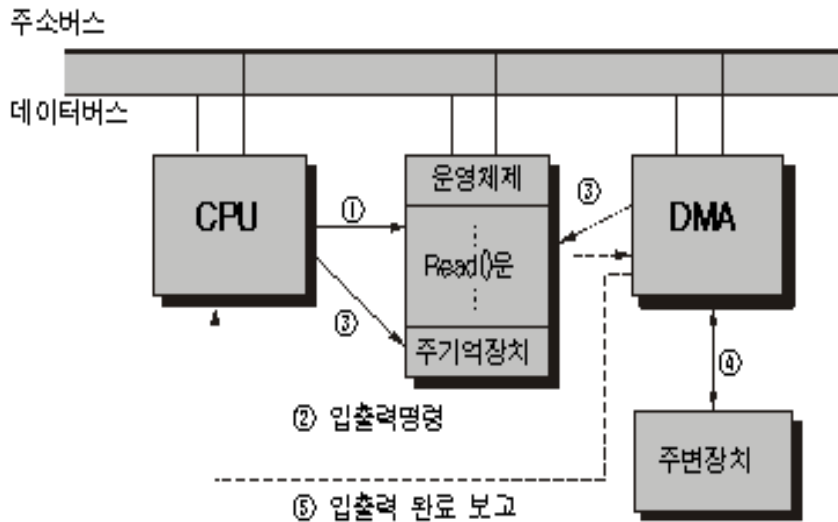 주소버스
데이터버스
CPU
①
③
운영체제
Read()운
주기억장치
③
DMA
④
주변장치
② 입출력명령
⑤ 입출력 완료 보고